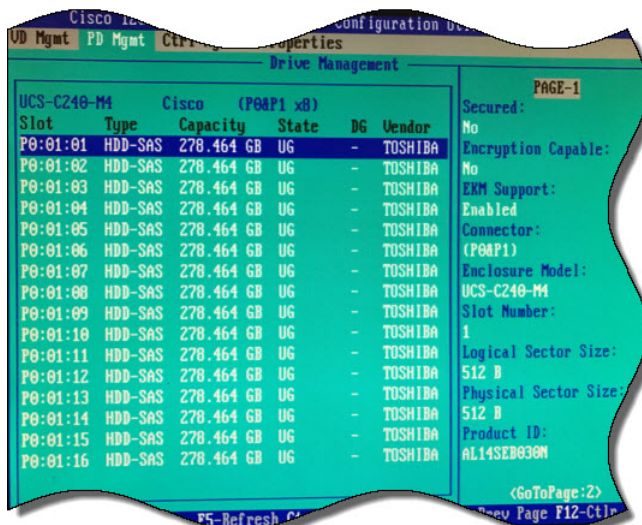 Cisco
Configuration
VD Mgmt PD Mgmt
Drive Management
UCS-C240-M4 Cisco (P0&P1 x8)
Slot Type Capacity State DG Vendor
P0:01:01 HDD-SAS 278.464 GB UG - TOSHIBA
P0:01:02 HDD-SAS 278.464 GB UG - TOSHIBA
P0:01:03 HDD-SAS 278.464 GB UG - TOSHIBA
P0:01:04 HDD-SAS 278.464 GB UG - TOSHIBA
P0:01:05 HDD-SAS 278.464 GB UG - TOSHIBA
P0:01:06 HDD-SAS 278.464 GB UG - TOSHIBA
P0:01:07 HDD-SAS 278.464 GB UG - TOSHIBA
P0:01:08 HDD-SAS 278.464 GB UG - TOSHIBA
P0:01:09 HDD-SAS 278.464 GB UG - TOSHIBA
P0:01:10 HDD-SAS 278.464 GB UG - TOSHIBA
P0:01:11 HDD-SAS 278.464 GB UG - TOSHIBA
P0:01:12 HDD-SAS 278.464 GB UG - TOSHIBA
P0:01:13 HDD-SAS 278.464 GB UG - TOSHIBA
P0:01:14 HDD-SAS 278.464 GB UG - TOSHIBA
P0:01:15 HDD-SAS 278.464 GB UG - TOSHIBA
P0:01:16 HDD-SAS 278.464 GB UG - TOSHIBA
PAGE-1
Secured:
No
Encryption Capable:
No
EKM Support:
Enabled
Connector:
(P0&P1)
Enclosure Model:
UCS-C240-M4
Slot Number:
1
Logical Sector Size:
512 B
Physical Sector Size:
512 B
Product ID:
AL14SEB030N
<GoToPage:2>
F5-Refresh
Page F12-Ctlr